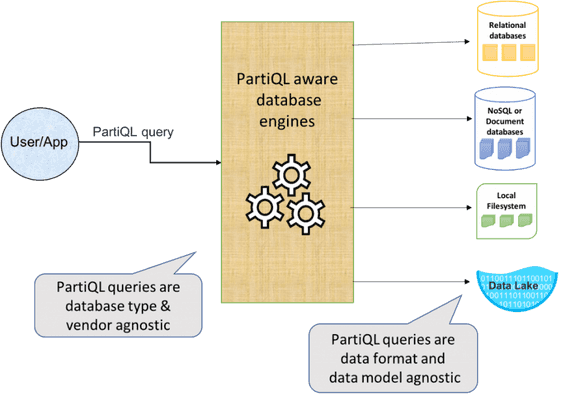 Relational
databases
PartiQL aware
database
engines
NoSQL or
Document
databases
PartiQL query
User/App
Local
Filesystem
PartiQL queries are
database type &
vendor agnostic
Data Lake
PartiQL queries are
data format and
data model agnostic